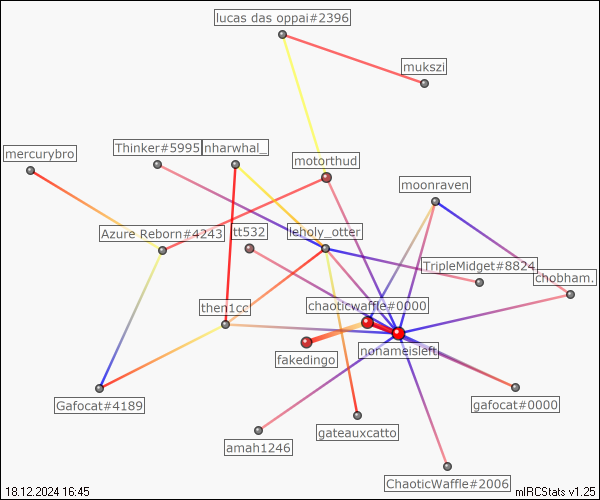 lucas das oppai#2396
mukszi
Thinker#5995
nharwhal_
mercurybro
motorthud
moonraven
Azure Reborn#4243
tt532
leholy_otter
TripleMidget#8824
chobham.
then1cc
chaoticwaffle#0000
nonameisleft
fakedingo
Gafocat#4189
gafocat#0000
gateauxcatto
amah1246
ChaoticWaffle#2006
18.12.2024 16:45
mIRCStats v1.25